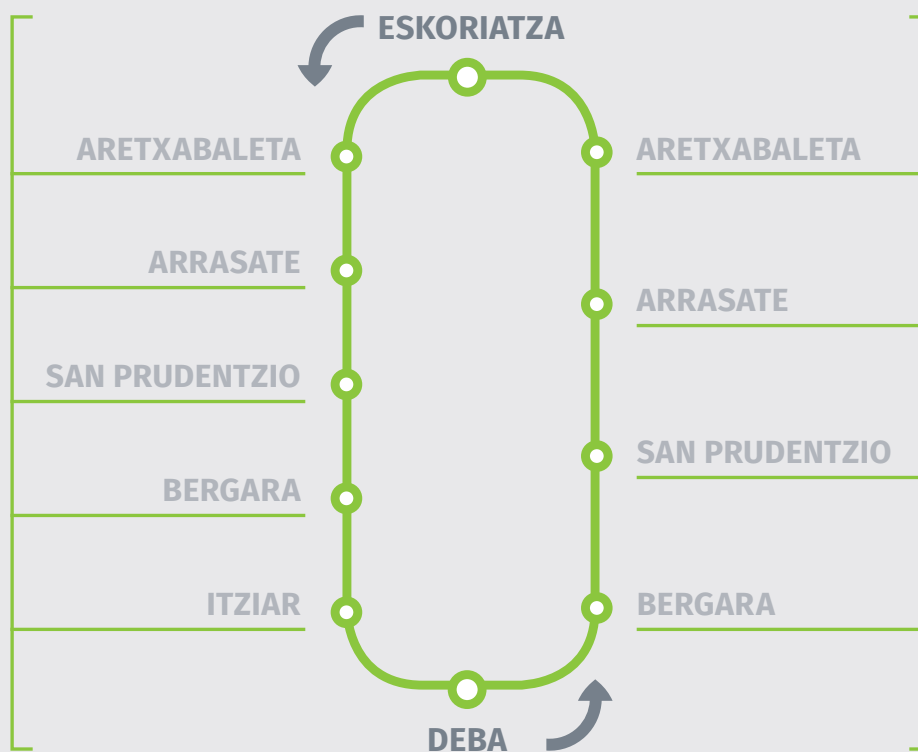 ESKORIATZA
ARETXABALETA
ARRASATE
SAN PRUDENTZIO
BERGARA
ITZIAR
ARETXABALETA
ARRASATE
SAN PRUDENTZIO
BERGARA
DEBA